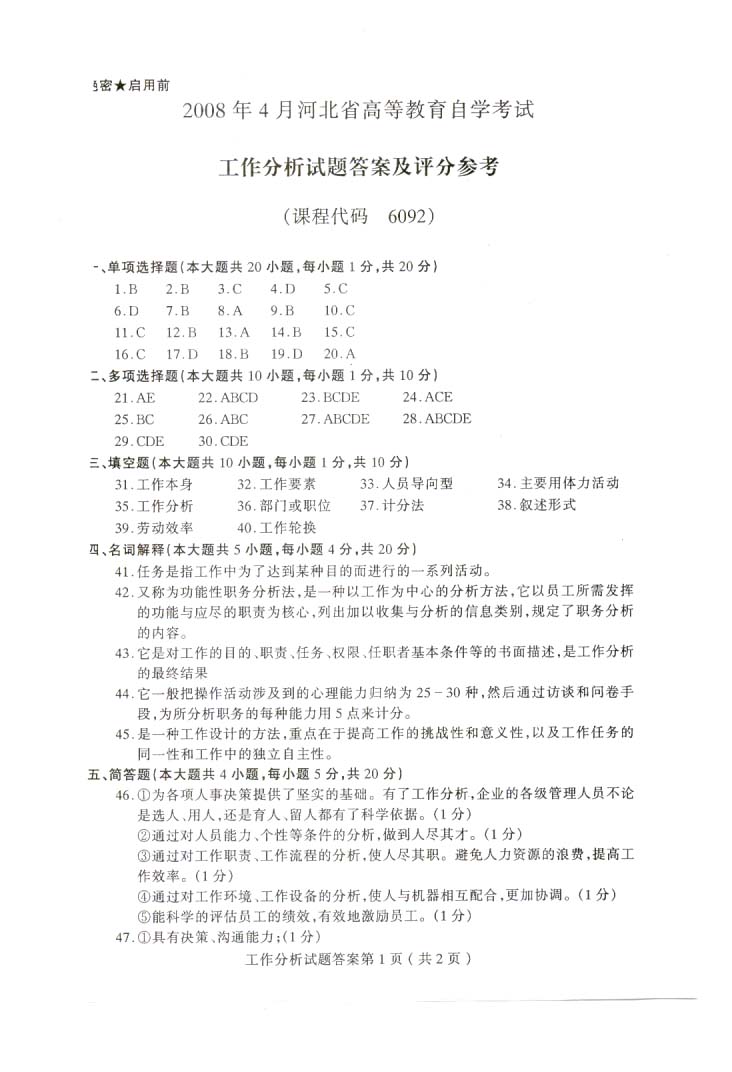 密★启用前
2008 年 4 月河北省高等教育自学考试
工作分析试题答案及评分参考
(课程代码 6092)
一、单项选择题(本大题共 20 小题,每小题 1 分,共 20 分)
1.B 2.B 3.C 4.D 5.C
6.D 7.B 8.A 9.B 10.C
11.C 12.B 13.A 14.B 15.C
16.C 17.D 18.B 19.D 20.A
二、多项选择题(本大题共 10 小题,每小题 1 分,共 10 分)
21.AE 22.ABCD 23.BCDE 24.ACE
25.BC 26.ABC 27.ABCDE 28.ABCDE
29.CDE 30.CDE
三、填空题(本大题共 10 小题,每小题 1 分,共 10 分)
31.工作本身 32.工作要素 33.人员导向型 34.主要用体力活动
35.工作分析 36.部门或职位 37.计分法 38.叙述形式
39.劳动效率 40.工作轮换
四、名词解释(本大题共 5 小题,每小题 4 分,共 20 分)
41.任务是指工作中为了达到某种目的而进行的一系列活动。
42.又称为功能性职务分析法,是一种以工作为中心的分析方法,它以员工所需发挥
的功能与应尽的职责为核心,列出加以收集与分析的信息类别,规定了职务分析
的内容。
43.它是对工作的目的、职责、任务、权限、任职者基本条件等的书面描述,是工作分析
的最终结果
44.它一般把操作活动涉及到的心理能力归纳为 25－30 种,然后通过访谈和问卷手
段,为所分析职务的每种能力用 5 点来计分。
45.是一种工作设计的方法,重点在于提高工作的挑战性和意义性,以及工作任务的
同一性和工作中的独立自主性。
五、简答题(本大题共 4 小题,每小题 5 分,共 20 分)
46.①为各项人事决策提供了坚实的基础。有了工作分析,企业的各级管理人员不论
是选人、用人,还是育人、留人都有了科学依据。(1 分)
②通过对人员能力、个性等条件的分析,做到人尽其才。(1 分)
③通过对工作职责、工作流程的分析,使人尽其职。避免人力资源的浪费,提高工
作效率。(1 分)
④通过对工作环境、工作设备的分析,使人与机器相互配合,更加协调。(1 分)
⑤能科学的评估员工的绩效,有效地激励员工。(1 分)
47.①具有决策、沟通能力;(1 分)
工作分析试题答案第 1 页 ( 共 2 页 )